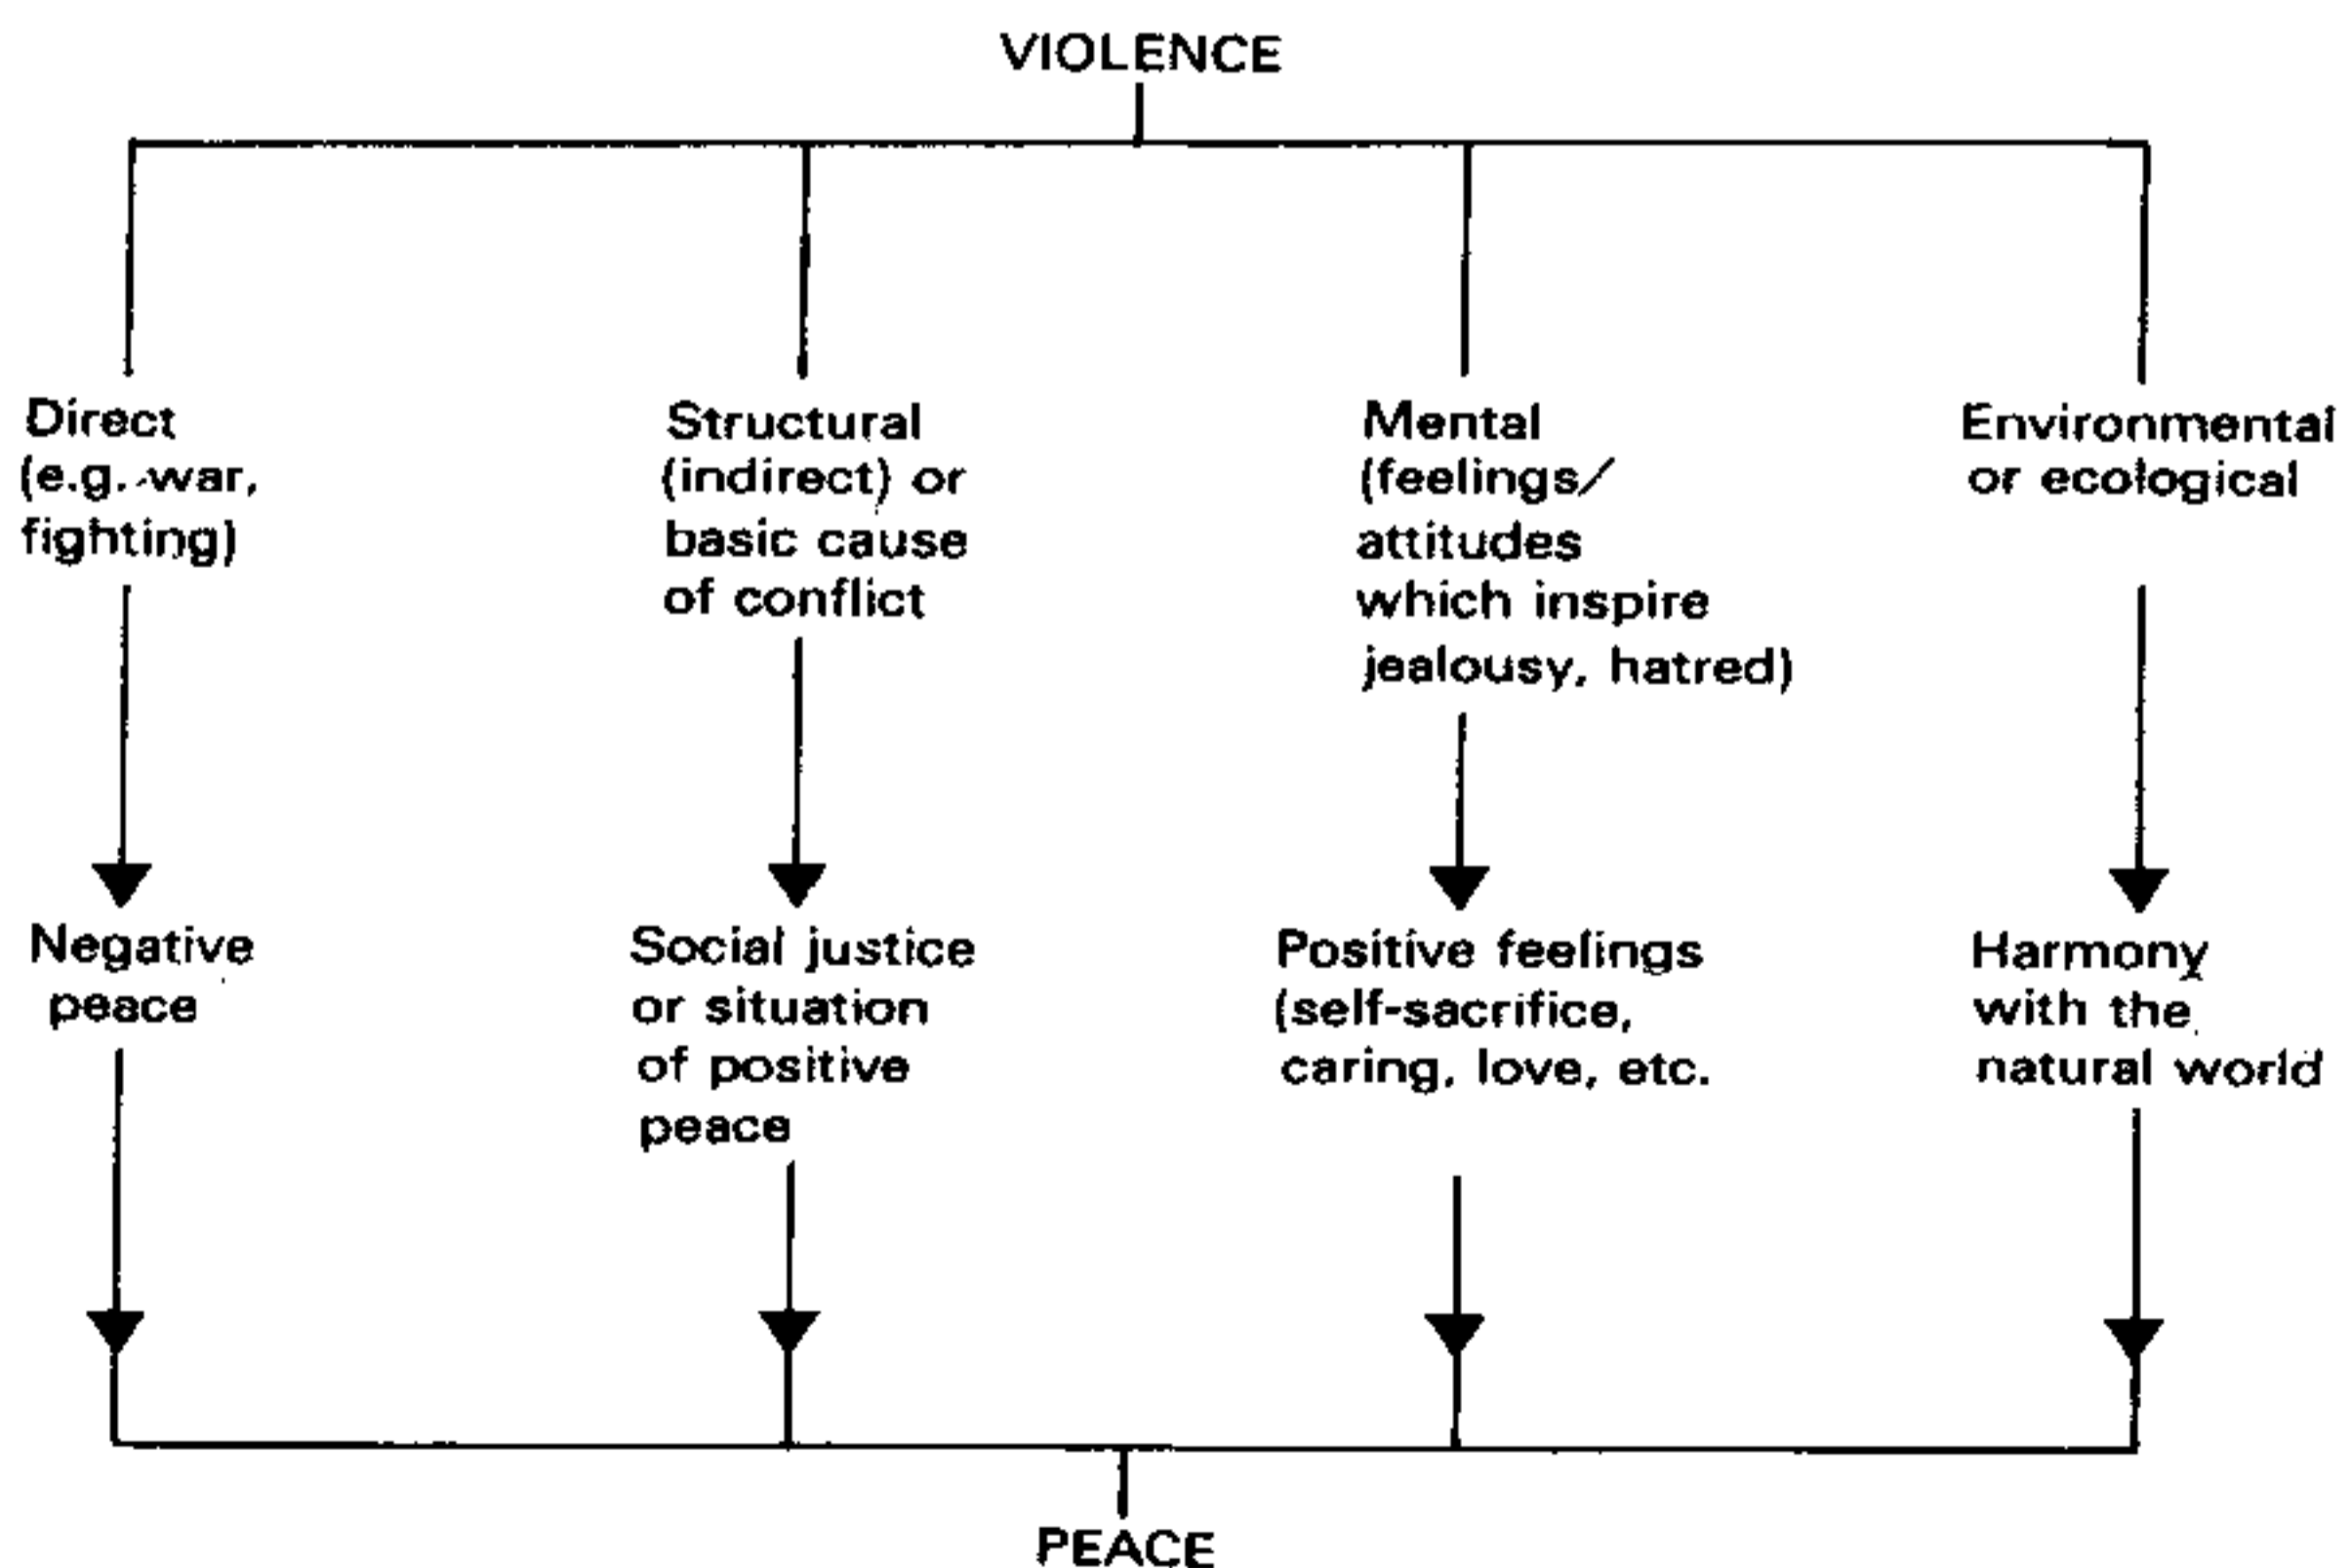 VIOLENCE
Direct
(e.g. war,
fighting)
Structural
(indirect) or
basic cause
of conflict
Mental
(feelings/
attitudes
which inspire
jealousy, hatred)
Environmental
or ecological
Negative
peace
Social justice
or situation
of positive
peace
Positive feelings
(self-sacrifice,
caring, love, etc.
Harmony
with the
natural world
PEACE